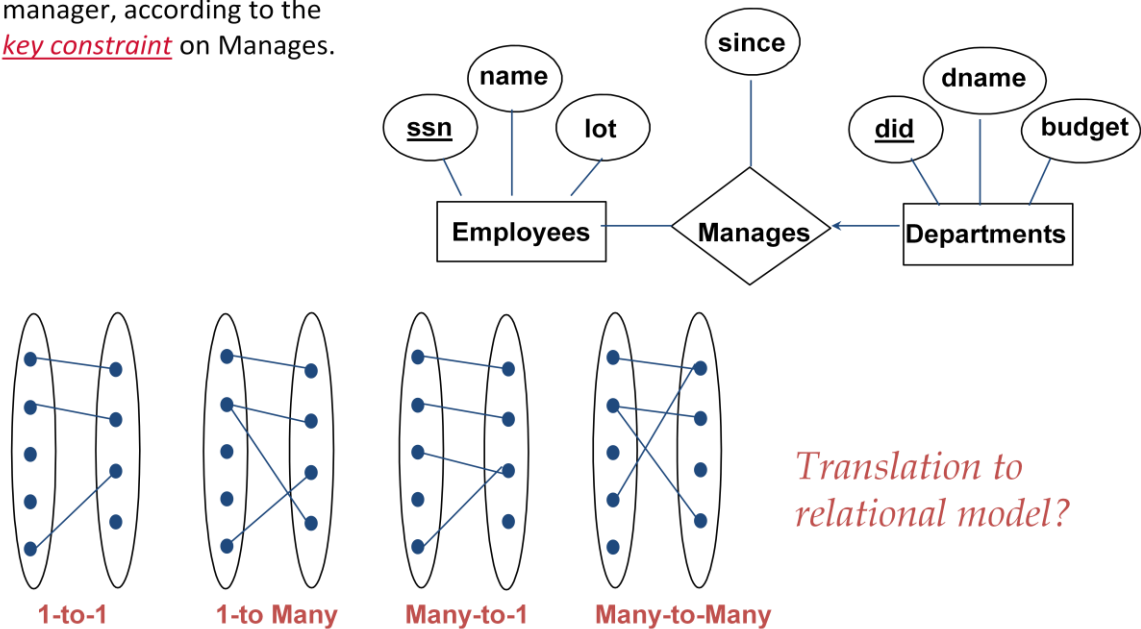 manager, according to the
key constraint on Manages.
since
name
dname
ssn
lot
did
budget
Employees
Manages
Departments
Translation to
relational model?
1-to-1
1-to Many
Many-to-1
Many-to-Many